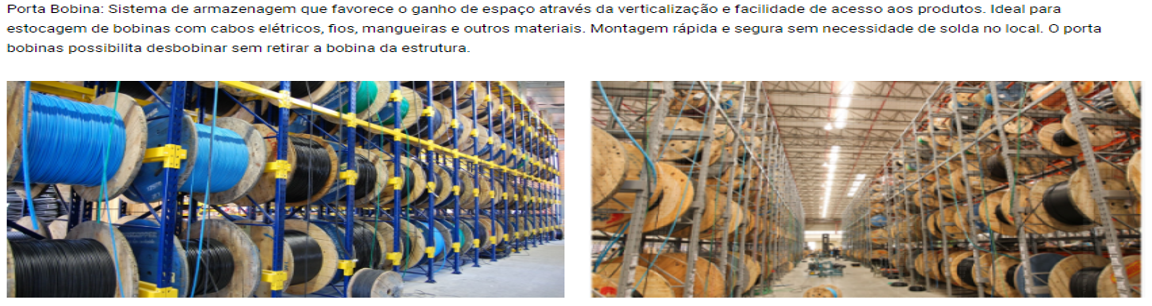 Porta Bobina: Sistema de armazenagem que favorece o ganho de espaço através da verticalização e facilidade de acesso aos produtos. Ideal para
estocagem de bobinas com cabos elétricos, fios, mangueiras e outros materiais. Montagem rápida e segura sem necessidade de solda no local. O porta
bobinas possibilita desbobinar sem retirar a bobina da estrutura.